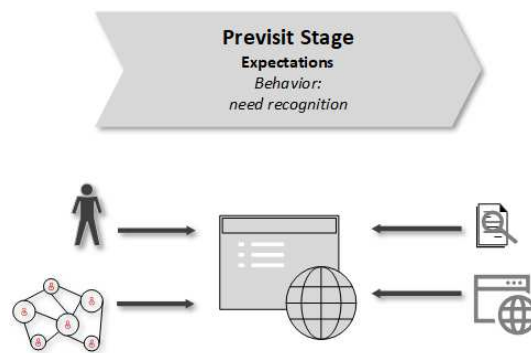 Previsit Stage
Expectations
Behavior:
need recognition